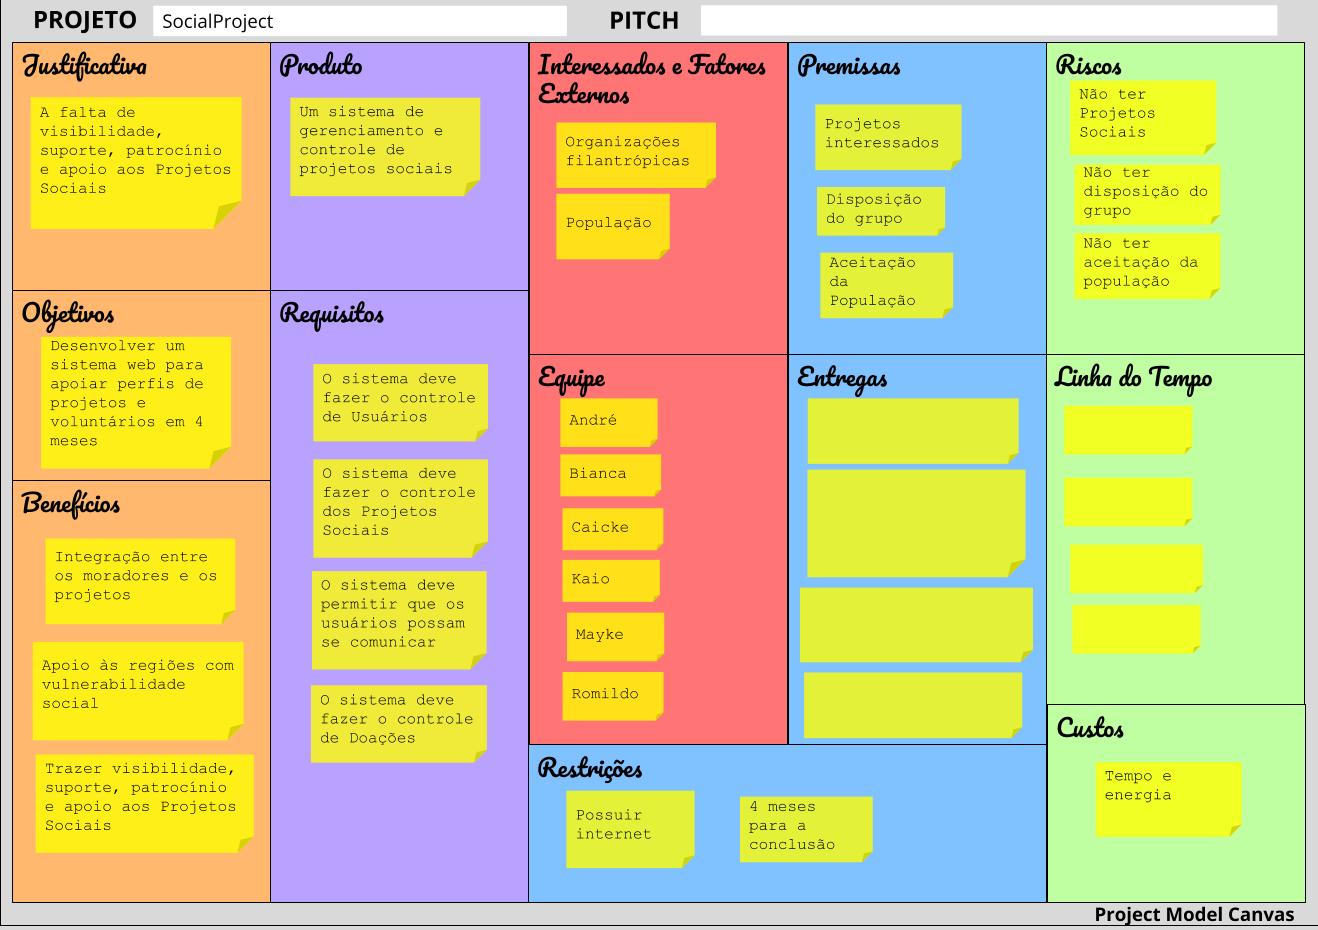 PROJETO
SocialProject
PITCH
Justificativa
A falta de
visibilidade,
suporte, patrocínio
e apoio aos Projetos
Sociais
Objetivos
Desenvolver um
sistema web para
apoiar perfis de
projetos e
voluntários em 4
meses
Benefícios
Integração entre
os moradores e os
projetos
Apoio às regiões com
vulnerabilidade
social
Trazer visibilidade,
suporte, patrocínio
e apoio aos Projetos
Sociais
Produto
Um sistema de
gerenciamento e
controle de
projetos sociais
Requisitos
O sistema deve
fazer o controle
de Usuários
O sistema deve
fazer o controle
dos Projetos
Sociais
O sistema deve
permitir que os
usuários possam
se comunicar
O sistema deve
fazer o controle
de Doações
Interessados e Fatores
Externos
Organizações
filantrópicas
População
Equipe
André
Bianca
Caicke
Kaio
Mayke
Romildo
Premissas
Projetos
interessados
Disposição
do grupo
Aceitação
da
População
Entregas
Restrições
Possuir
internet
4 meses
para a
conclusão
Riscos
Não ter
Projetos
Sociais
Não ter
disposição do
grupo
Não ter
aceitação da
população
Linha do Tempo
Custos
Tempo e
energia
Project Model Canvas